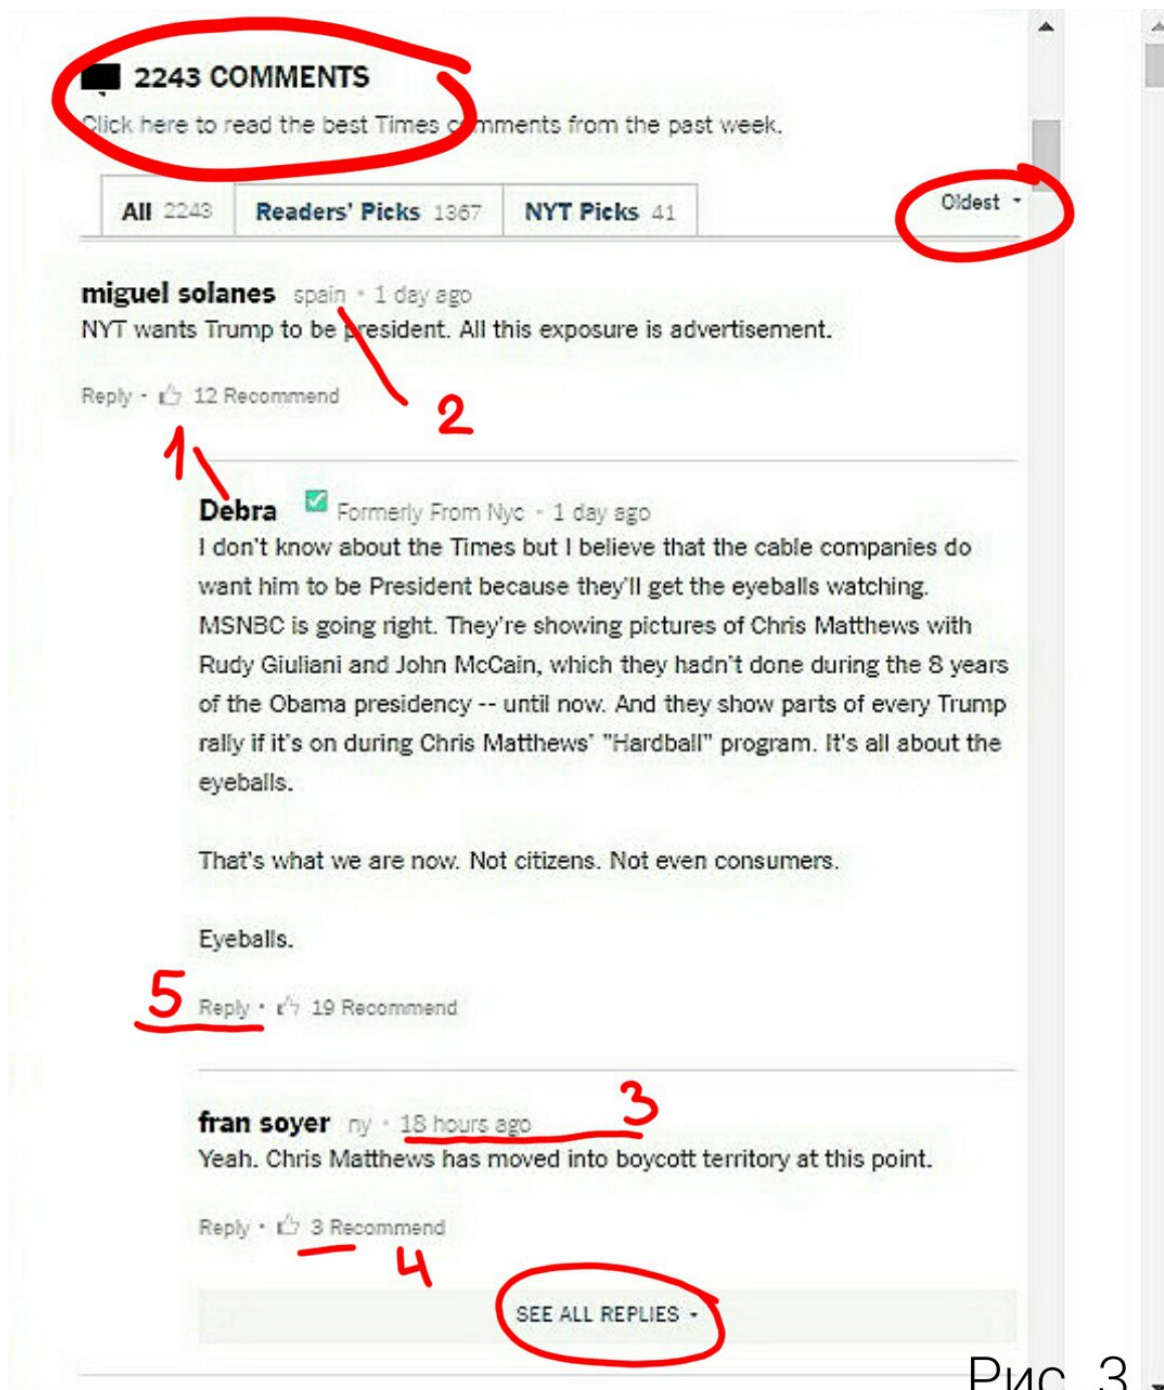 2243 COMMENTS
Click here to read the best Times comments from the past week.
All 2243 Readers' Picks 1367 NYT Picks 41 Oldest
miguel solanes spain · 1 day ago
NYT wants Trump to be president. All this exposure is advertisement.
Reply · 12 Recommend
2
1
Debra Formerly From Nyc · 1 day ago
I don't know about the Times but I believe that the cable companies do
want him to be President because they'll get the eyeballs watching.
MSNBC is going right. They're showing pictures of Chris Matthews with
Rudy Giuliani and John McCain, which they hadn't done during the 8 years
of the Obama presidency -- until now. And they show parts of every Trump
rally if it's on during Chris Matthews' "Hardball" program. It's all about the
eyeballs.
That's what we are now. Not citizens. Not even consumers.
Eyeballs.
5
Reply · 19 Recommend
3
fran soyer ny · 18 hours ago
Yeah. Chris Matthews has moved into boycott territory at this point.
Reply · 3 Recommend
4
SEE ALL REPLIES
Рис. 3